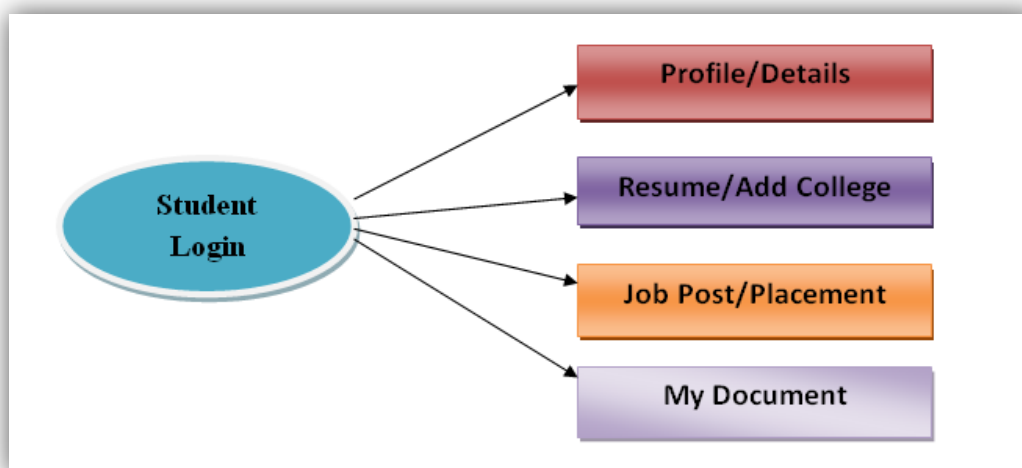 Student
Login
Profile/Details
Resume/Add College
Job Post/Placement
My Document